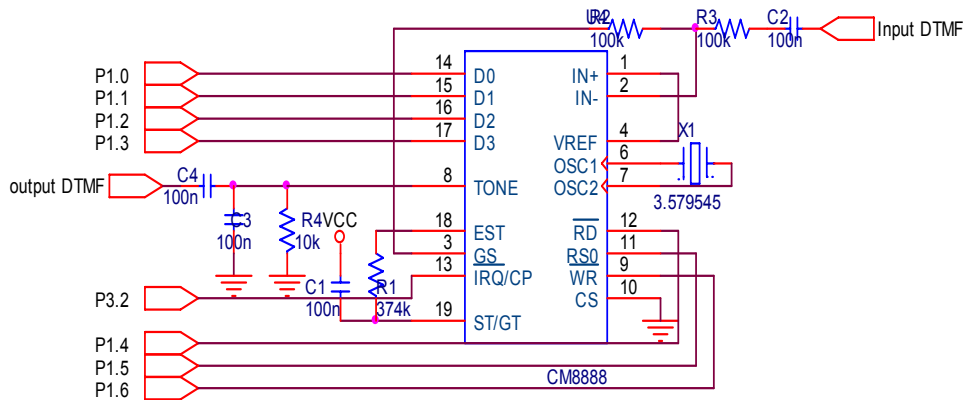 U4
R2
100k
R3
100k
C2
100n
Input DTMF
P1.0
P1.1
P1.2
P1.3
14
15
16
17
D0
D1
D2
D3
IN+
IN-
VREF
OSC1
OSC2
1
2
4
6
7
X1
3.579545
output DTMF
C4
100n
C3
100n
R4
10k
VCC
8
TONE
18
3
13
EST
GS
IRQ/CP
RD
RS0
WR
CS
12
11
9
10
P3.2
C1
100n
R1
374k
19
ST/GT
P1.4
P1.5
P1.6
CM8888